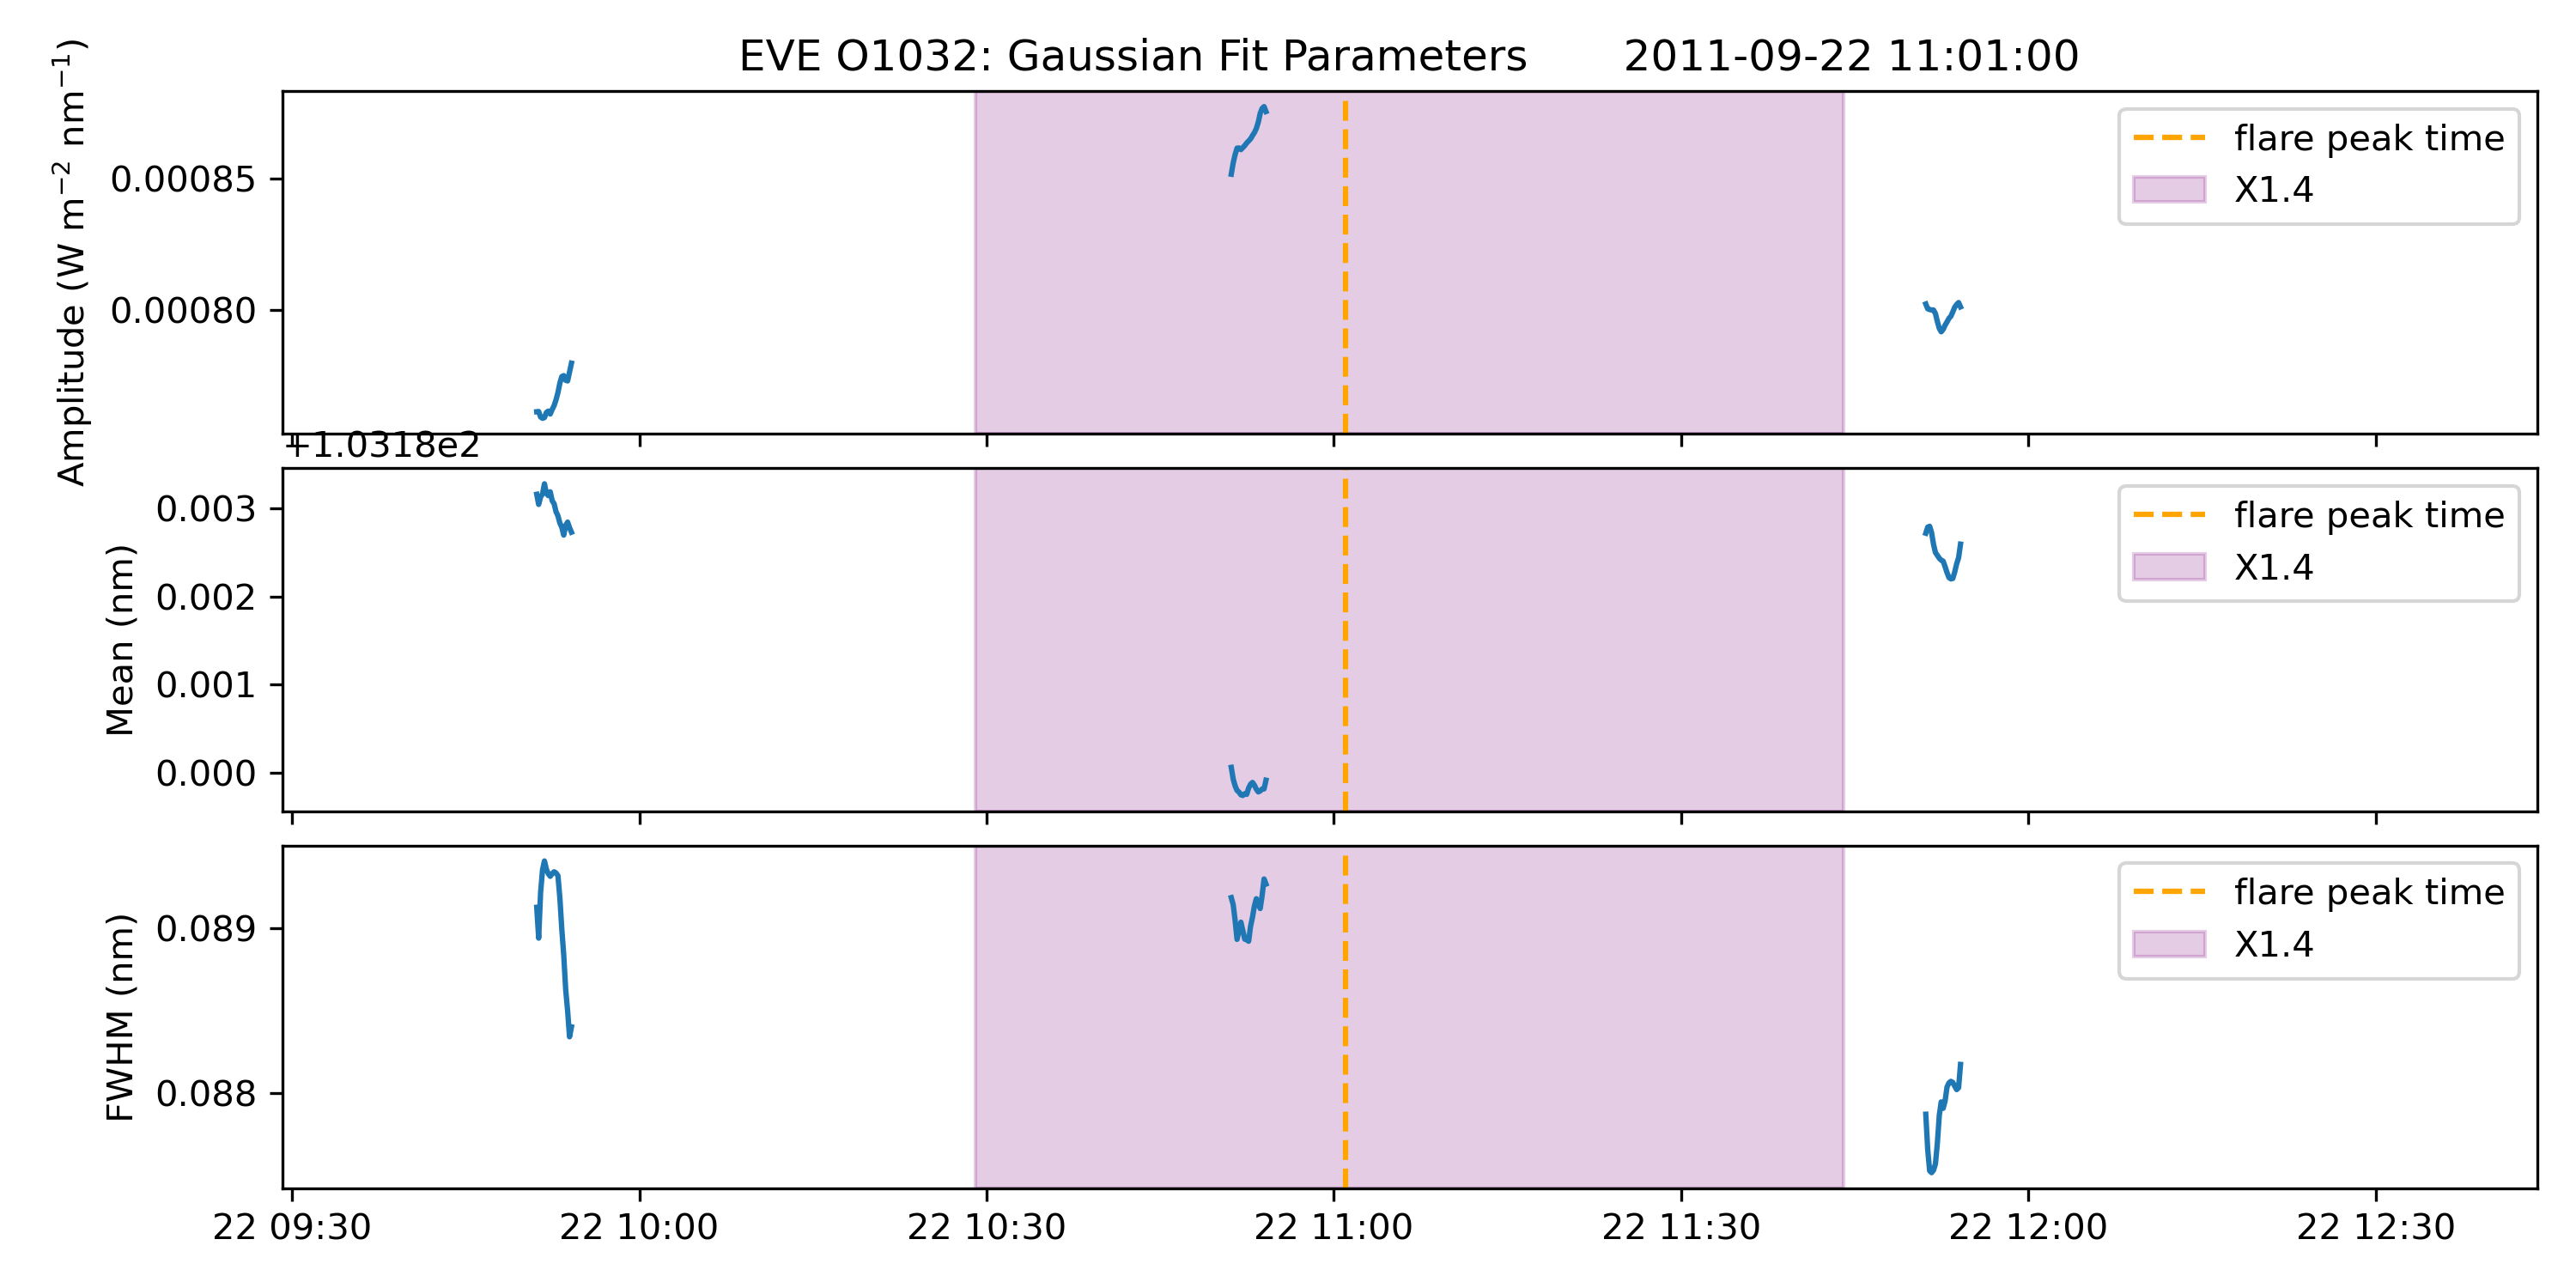 EVE O1032: Gaussian Fit Parameters 2011-09-22 11:01:00
Amplitude (W m⁻² nm⁻¹)
0.00085
0.00080
flare peak time
X1.4
+1.0318e2
Mean (nm)
0.003
0.002
0.001
0.000
flare peak time
X1.4
FWHM (nm)
0.089
0.088
flare peak time
X1.4
22 09:30 22 10:00 22 10:30 22 11:00 22 11:30 22 12:00 22 12:30